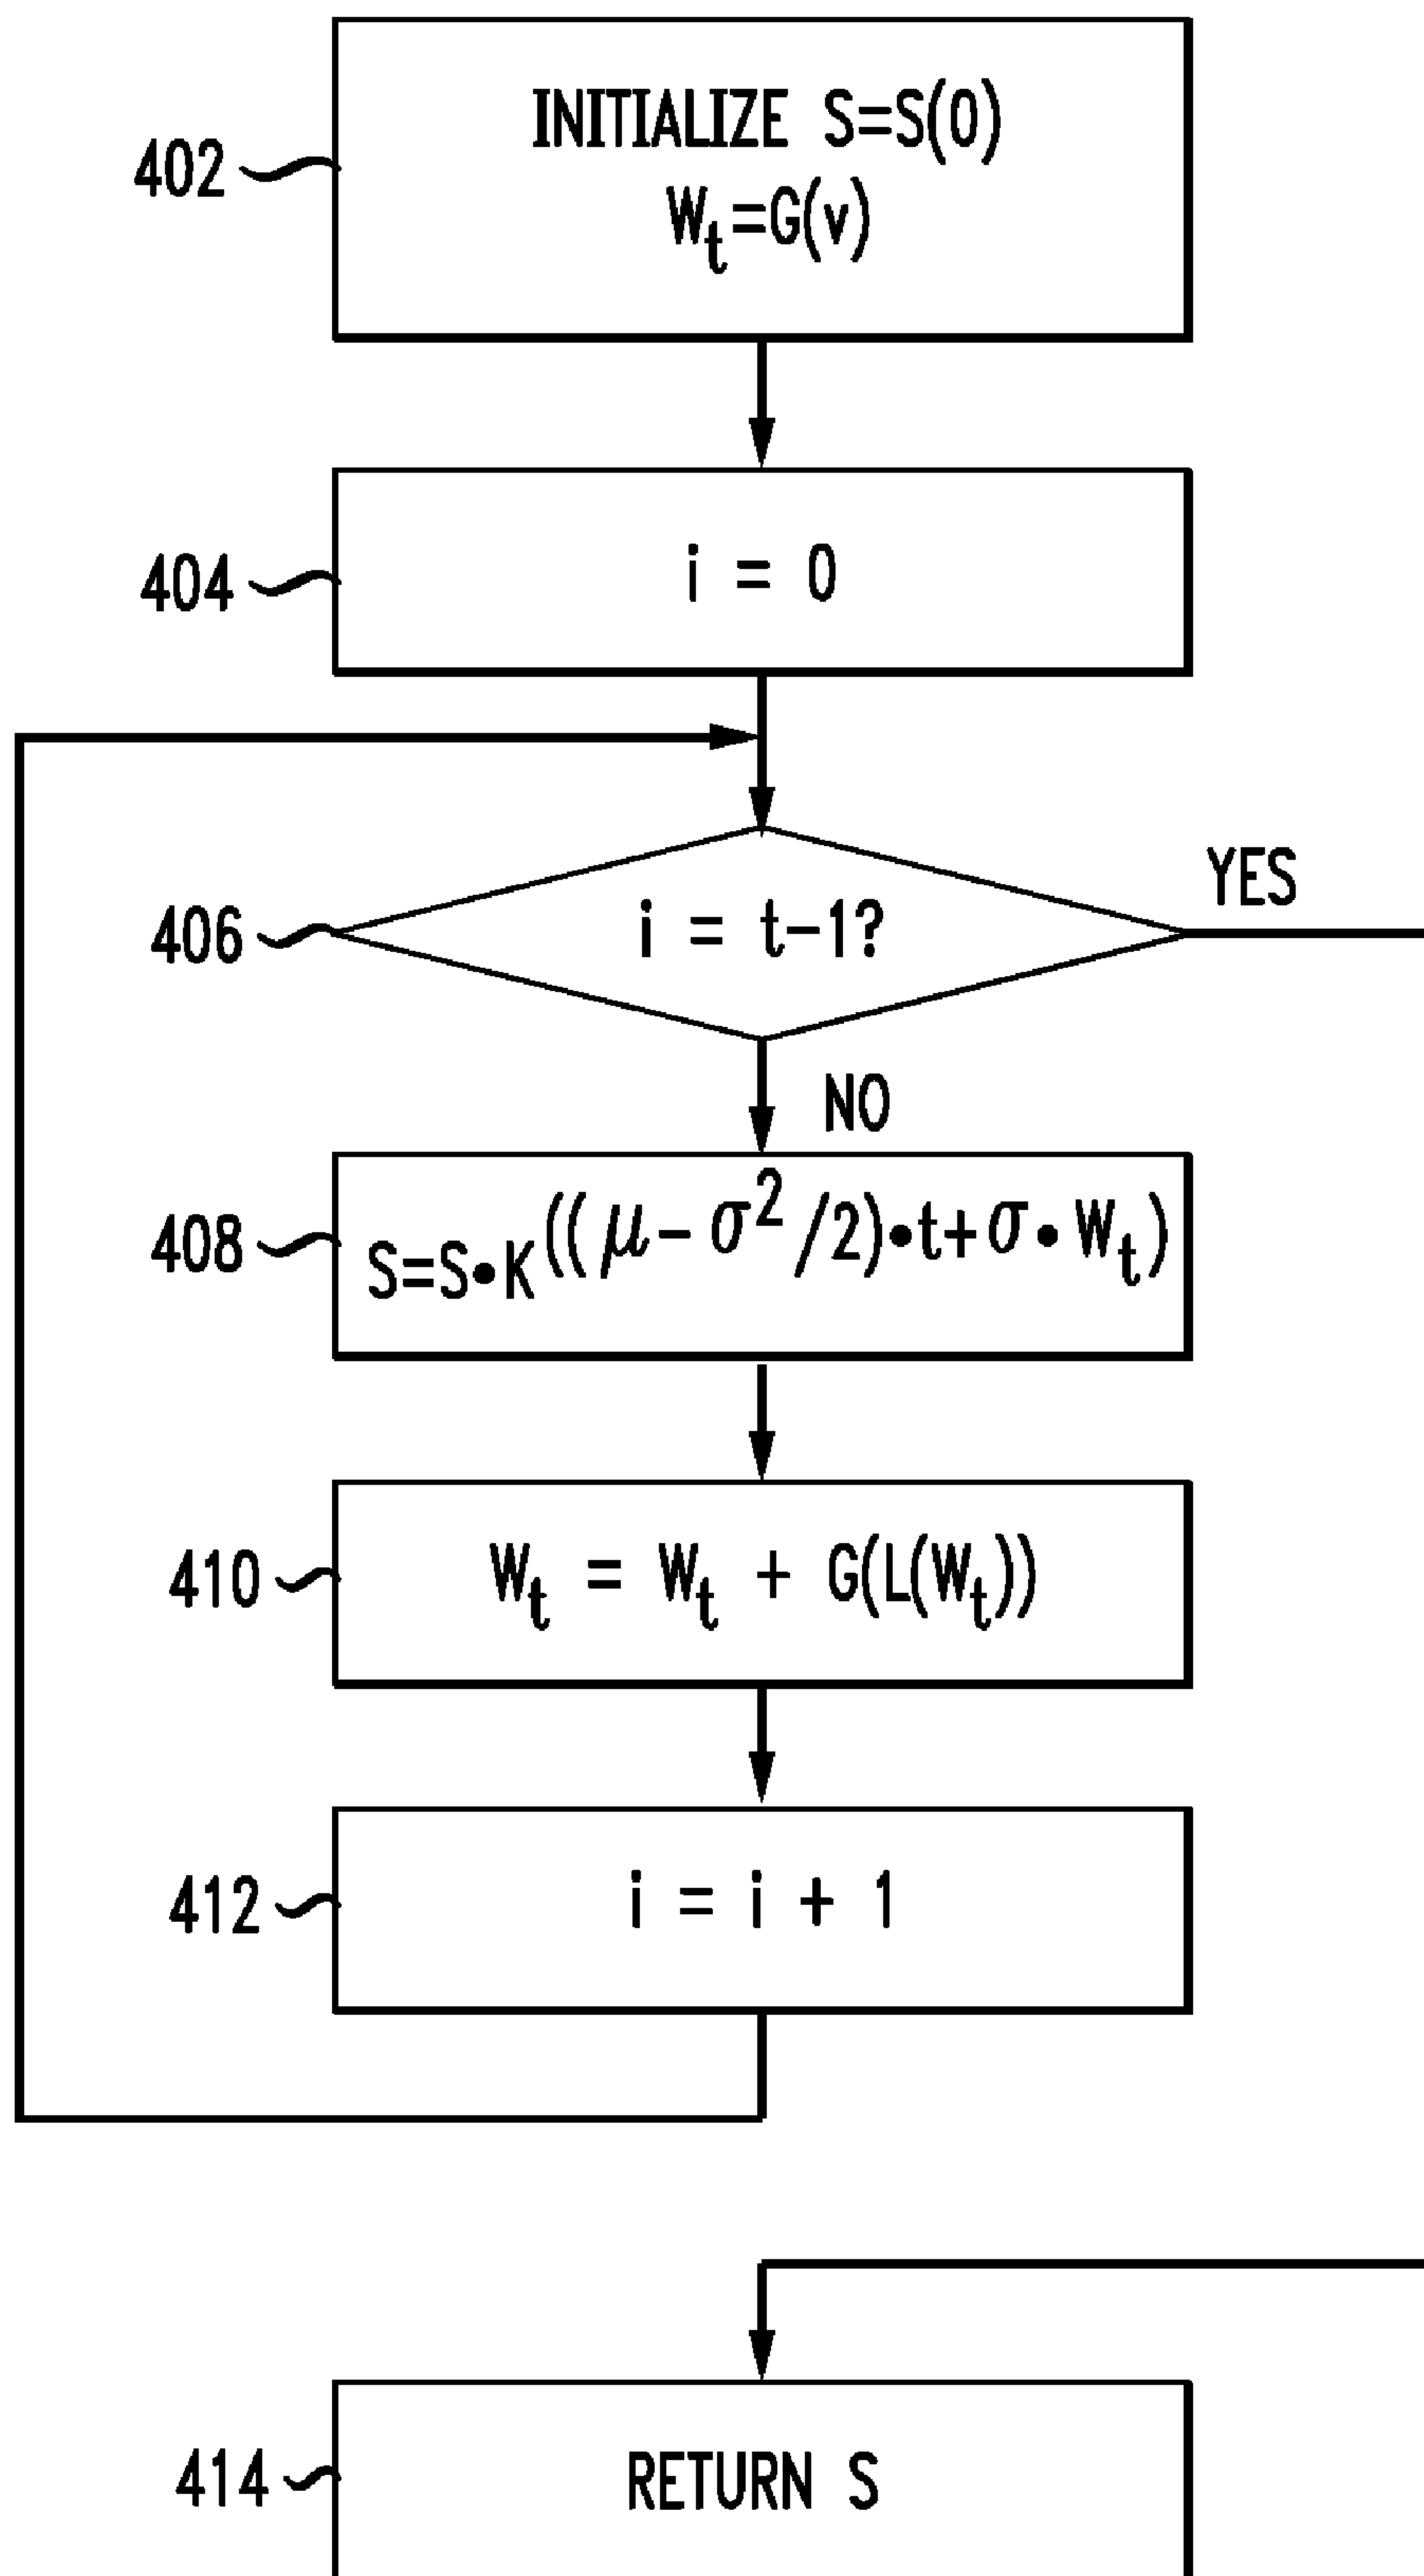 INITIALIZE S=S(0)
402
Wₜ=G(v)
404
i = 0
YES
406
i = t-1?
NO
408
S=S•K^((μ-σ²/2)•t+σ•Wₜ)
410
Wₜ = Wₜ + G(L(Wₜ))
412
i = i + 1
414
RETURN S